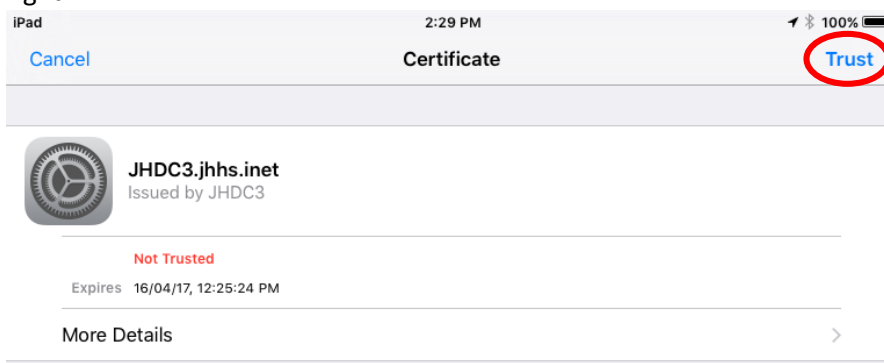 iPad 2:29 PM 100%
Cancel Certificate Trust
JHDC3.jhhs.inet
Issued by JHDC3
Not Trusted
Expires 16/04/17, 12:25:24 PM
More Details